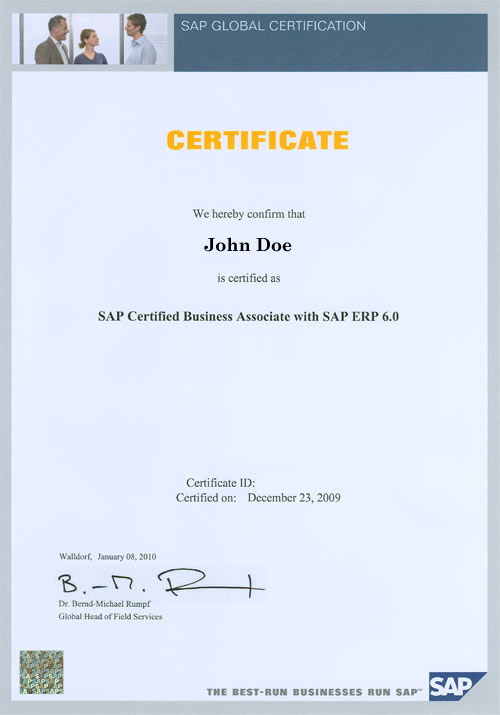 SAP GLOBAL CERTIFICATION
CERTIFICATE
We hereby confirm that
John Doe
is certified as
SAP Certified Business Associate with SAP ERP 6.0
Certificate ID:
Certified on: December 23, 2009
Walldorf, January 08, 2010
B.-M. Rumpf
Dr. Bernd-Michael Rumpf
Global Head of Field Services
THE BEST-RUN BUSINESSES RUN SAP™
SAP